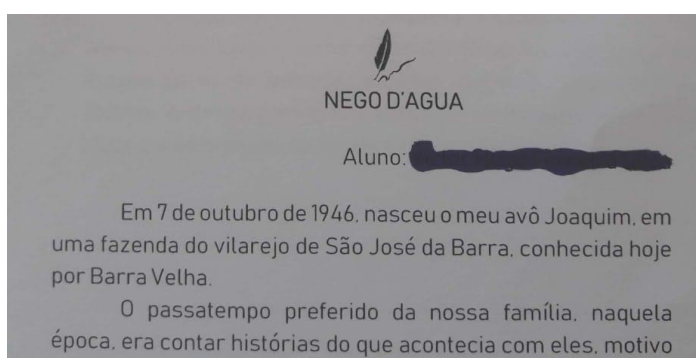 NEGO D'AGUA
Aluno:
Em 7 de outubro de 1946, nasceu o meu avô Joaquim, em
uma fazenda do vilarejo de São José da Barra, conhecida hoje
por Barra Velha.
O passatempo preferido da nossa família, naquela
época, era contar histórias do que acontecia com eles, motivo